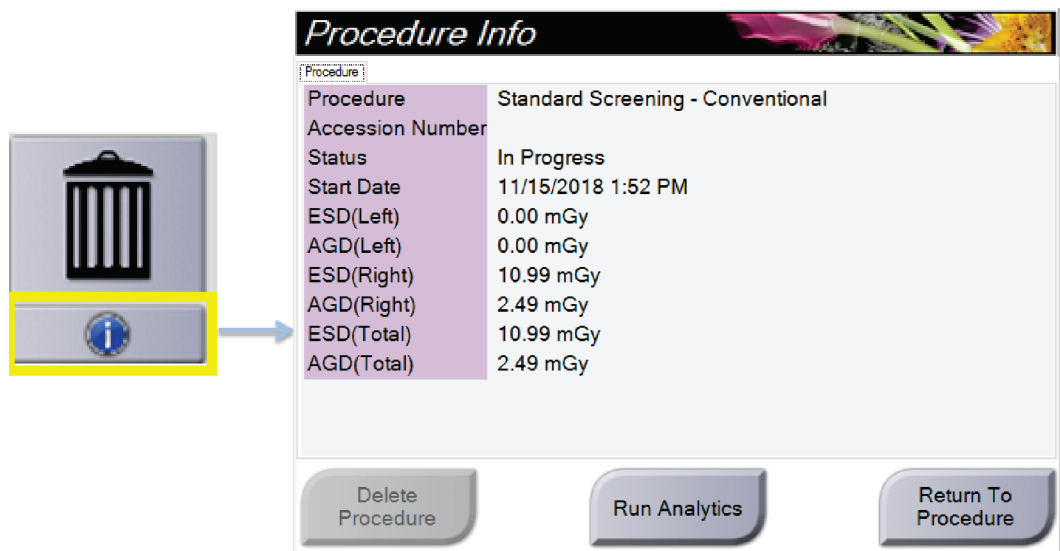 Procedure Info
Procedure
Procedure Standard Screening - Conventional
Accession Number
Status In Progress
Start Date 11/15/2018 1:52 PM
ESD(Left) 0.00 mGy
AGD(Left) 0.00 mGy
ESD(Right) 10.99 mGy
AGD(Right) 2.49 mGy
ESD(Total) 10.99 mGy
AGD(Total) 2.49 mGy
Delete
Procedure
Run Analytics
Return To
Procedure